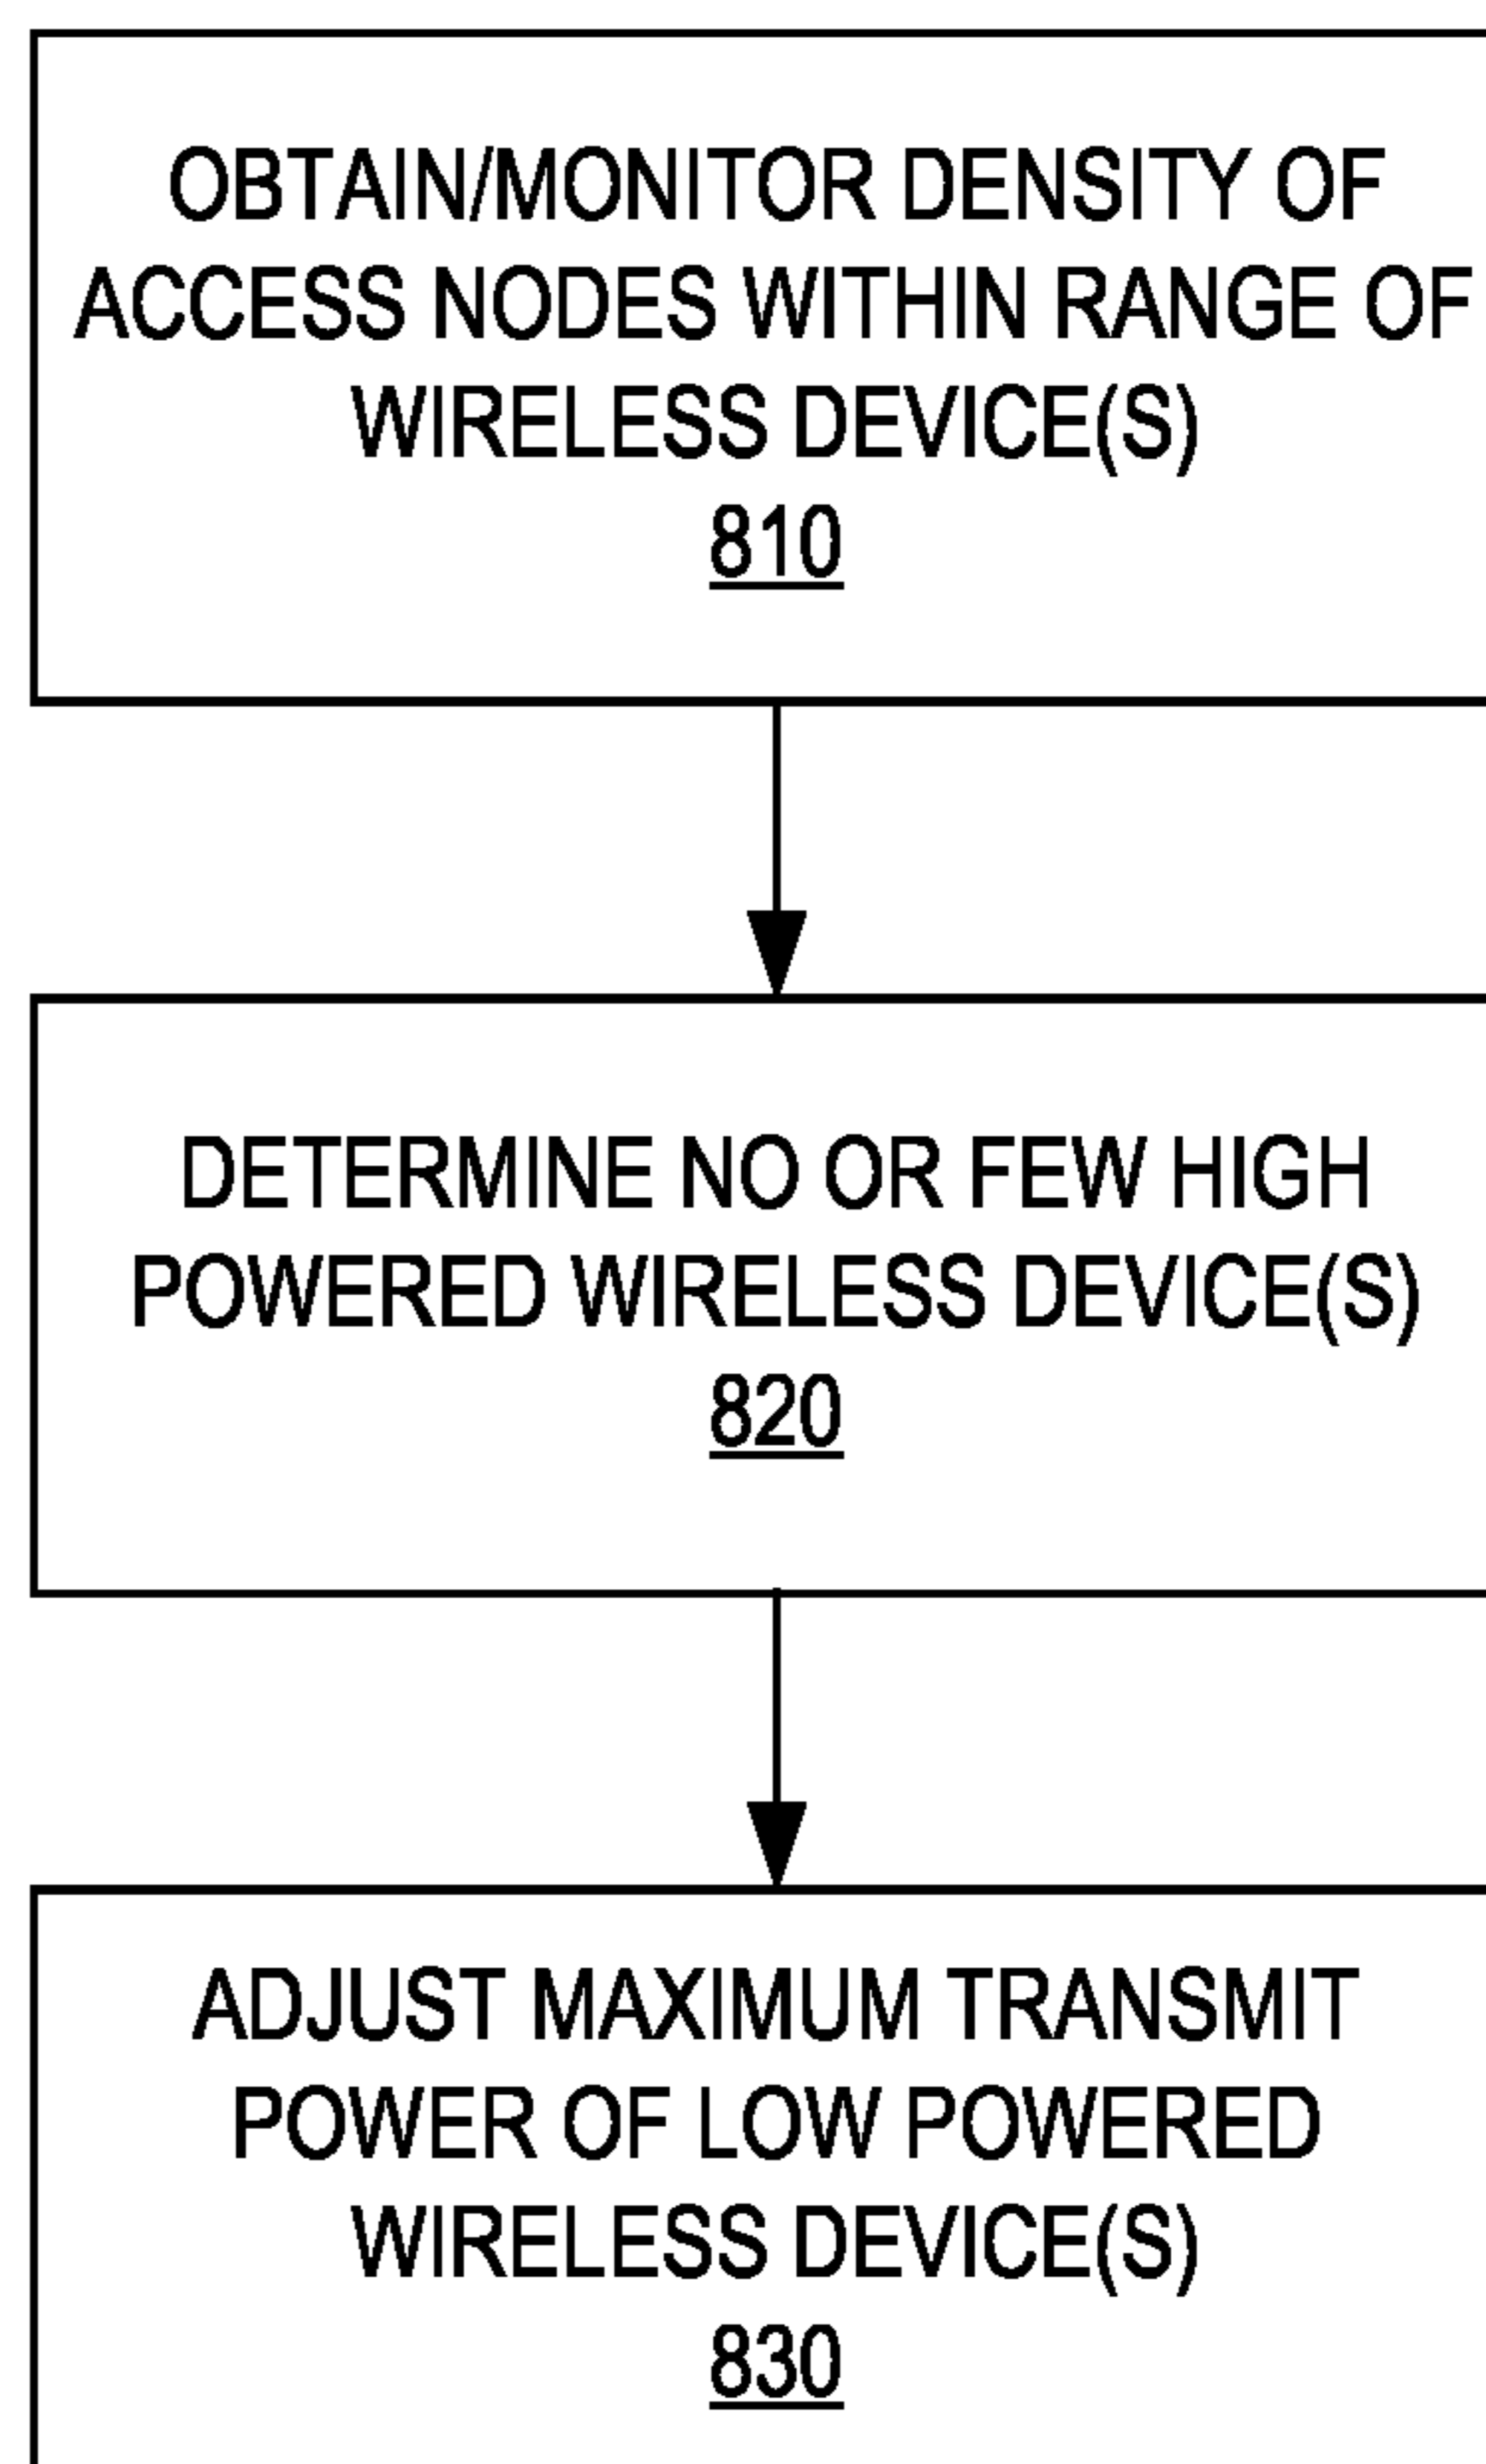 OBTAIN/MONITOR DENSITY OF
ACCESS NODES WITHIN RANGE OF
WIRELESS DEVICE(S)
810
DETERMINE NO OR FEW HIGH
POWERED WIRELESS DEVICE(S)
820
ADJUST MAXIMUM TRANSMIT
POWER OF LOW POWERED
WIRELESS DEVICE(S)
830